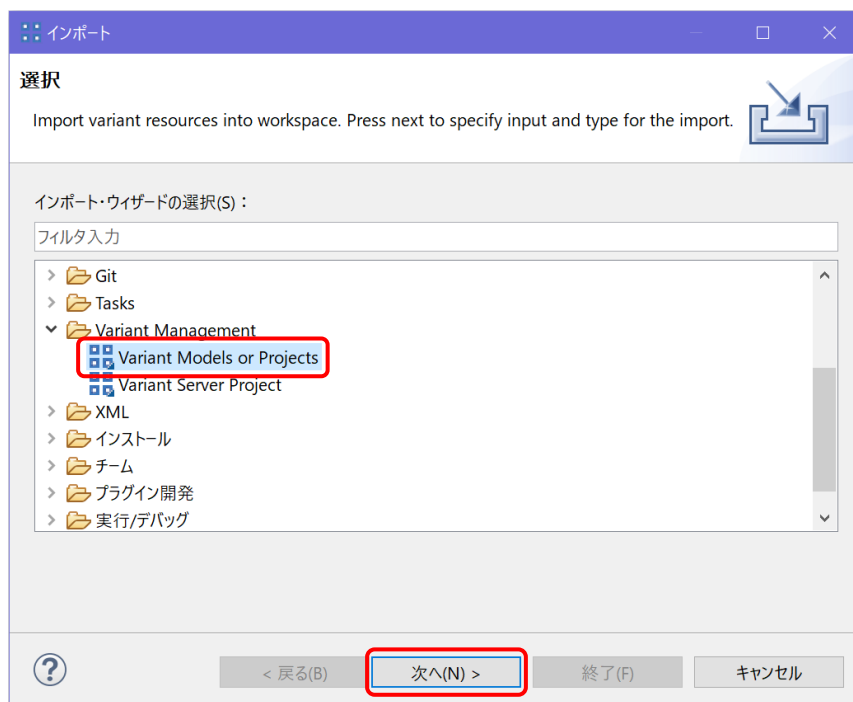 インポート
選択
Import variant resources into workspace. Press next to specify input and type for the import.
インポート・ウィザードの選択(S)：
フィルタ入力
Git
Tasks
Variant Management
Variant Models or Projects
Variant Server Project
XML
インストール
チーム
プラグイン開発
実行/デバッグ
?
< 戻る(B)
次へ(N) >
終了(F)
キャンセル